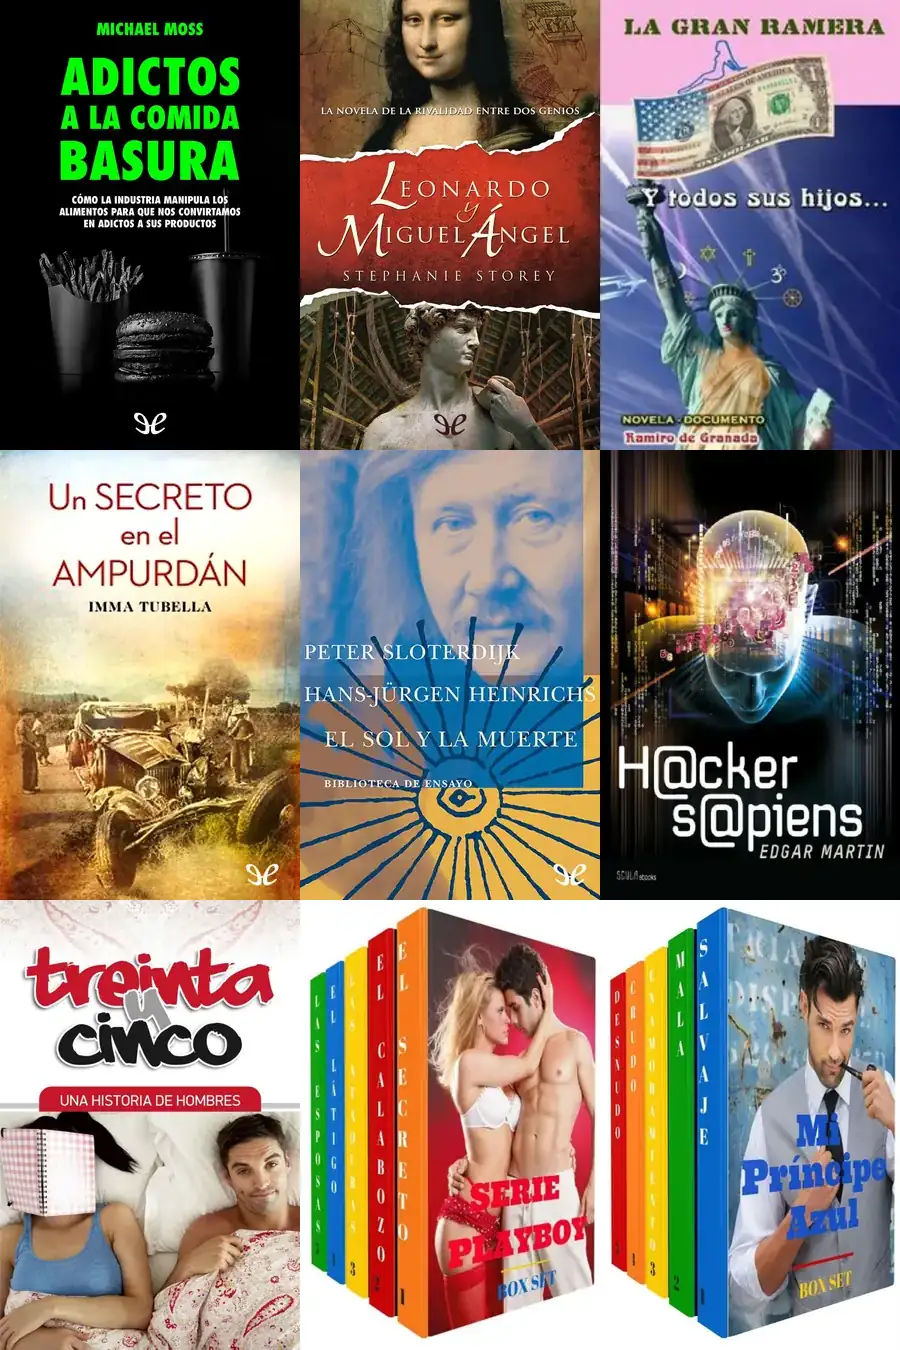 MICHAEL MOSS
ADICTOS
A LA COMIDA
BASURA
CÓMO LA INDUSTRIA MANIPULA LOS
ALIMENTOS PARA QUE NOS CONVIRTAMOS
EN ADICTOS A SUS PRODUCTOS
LA NOVELA DE LA RIVALIDAD ENTRE DOS GENIOS
LEONARDO
y
MIGUEL ÁNGEL
STEPHANIE STOREY
LA GRAN RAMERA
ONE DOLLAR
Y todos sus hijos...
NOVELA-DOCUMENTO
Ramiro de Granada
Un SECRETO
en el
AMPURDÁN
IMMA TUBELLA
PETER SLOTERDIJK
HANS-JÜRGEN HEINRICHS
EL SOL Y LA MUERTE
BIBLIOTECA DE ENSAYO
H@cker
s@piens
EDGAR MARTIN
SCULA ebooks
treinta
y
cinco
UNA HISTORIA DE HOMBRES
LAS ESPOSAS
EL LÁTIGO
LAS ATADURAS
3
EL CALABOZO
2
EL SECRETO
1
SERIE
PLAYBOY
BOX SET
DESNUDO
CRUDO
ENAMORAMIENTO
3
MALA
2
SALVAJE
1
Mi
Príncipe
Azul
BOX SET